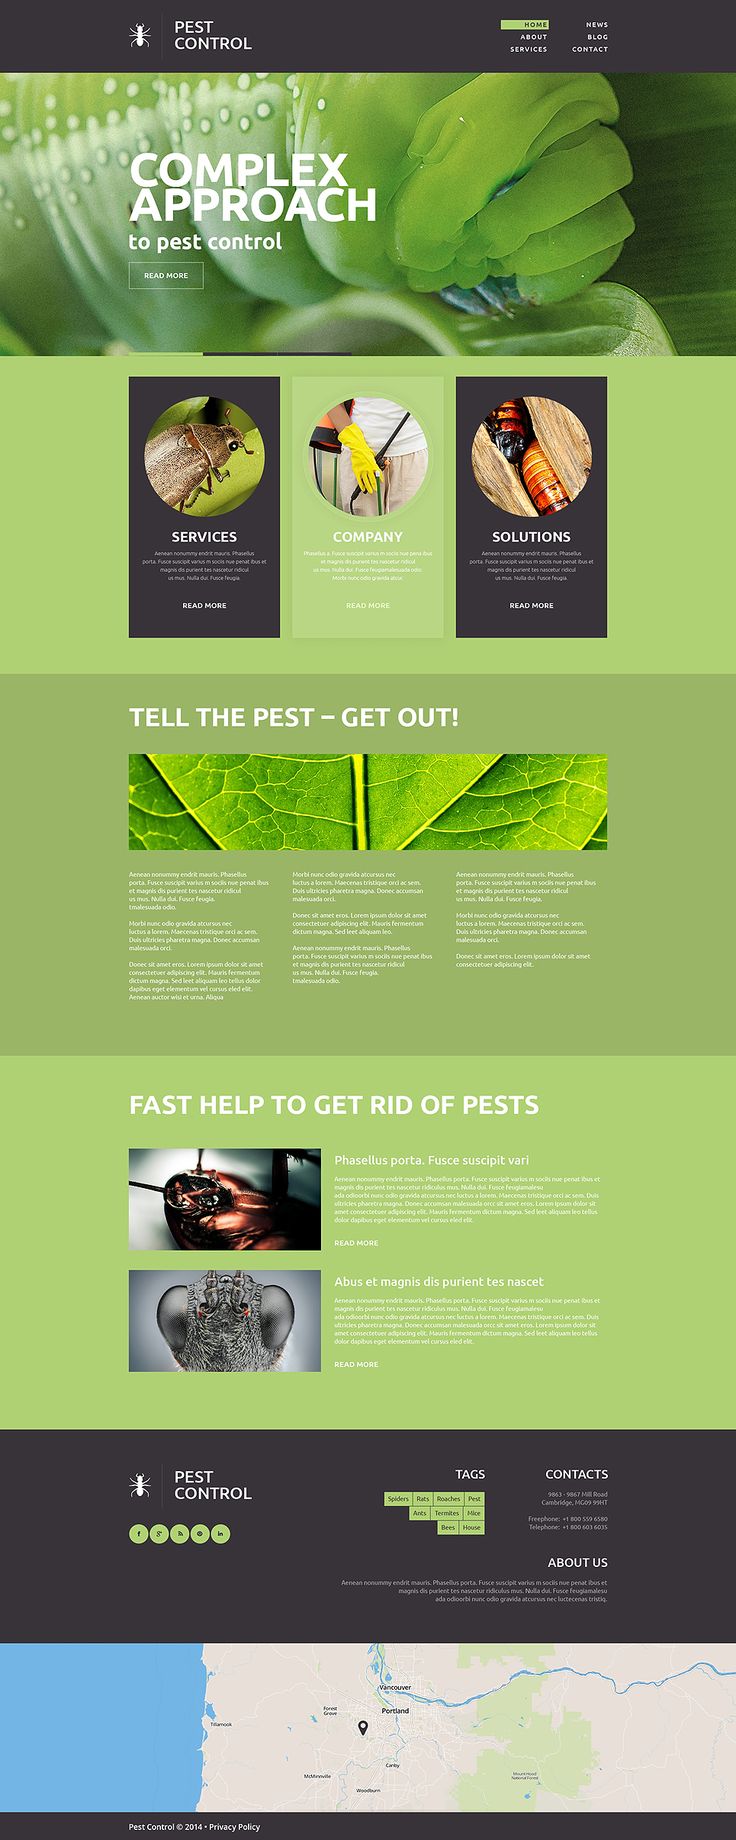 PEST
CONTROL
HOME
ABOUT
SERVICES
NEWS
BLOG
CONTACT
COMPLEX
APPROACH
to pest control
READ MORE
SERVICES
Aenean nonummy endrit mauris. Phasellus
porta. Fusce suscipit varius m sociis nue penat ibus et
magnis dis purient tes nascetur ridicul
us mus. Nulla dui. Fusce feugia.
READ MORE
COMPANY
Phasellus a. Fusce suscipit varius m sociis nue pena ibus
et magnis dis purient tes nascetur ridicul
us mus. Nulla dui. Fusce feugiamalesuada odio.
Morbi nunc odio gravida atcur.
READ MORE
SOLUTIONS
Aenean nonummy endrit mauris. Phasellus
porta. Fusce suscipit varius m sociis nue penat ibus et
magnis dis purient tes nascetur ridicul
us mus. Nulla dui. Fusce feugia.
READ MORE
TELL THE PEST – GET OUT!
Aenean nonummy endrit mauris. Phasellus
porta. Fusce suscipit varius m sociis nue penat ibus
et magnis dis purient tes nascetur ridicul
us mus. Nulla dui. Fusce feugia.
tmalesuada odio.
Morbi nunc odio gravida atcursus nec
luctus a lorem. Maecenas tristique orci ac sem.
Duis ultricies pharetra magna. Donec accumsan
malesuada orci.
Donec sit amet eros. Lorem ipsum dolor sit amet
consectetuer adipiscing elit. Mauris fermentum
dictum magna. Sed leet aliquam leo tellus dolor
dapibus eget elementum vel cursus eleed elit.
Aenean auctor wisi et urna. Aliqua
Morbi nunc odio gravida atcursus nec
luctus a lorem. Maecenas tristique orci ac sem.
Duis ultricies pharetra magna. Donec accumsan
malesuada orci.
Donec sit amet eros. Lorem ipsum dolor sit amet
consectetuer adipiscing elit. Mauris fermentum
dictum magna. Sed leet aliquam leo.
Aenean nonummy endrit mauris. Phasellus
porta. Fusce suscipit varius m sociis nue penat ibus
et magnis dis purient tes nascetur ridicul
us mus. Nulla dui. Fusce feugia.
tmalesuada odio.
Aenean nonummy endrit mauris. Phasellus
porta. Fusce suscipit varius m sociis nue penat ibus
et magnis dis purient tes nascetur ridicul
us mus. Nulla dui. Fusce feugia.
Morbi nunc odio gravida atcursus nec
luctus a lorem. Maecenas tristique orci ac sem.
Duis ultricies pharetra magna. Donec accumsan
malesuada orci.
Donec sit amet eros. Lorem ipsum dolor sit amet
consectetuer adipiscing elit.
FAST HELP TO GET RID OF PESTS
Phasellus porta. Fusce suscipit vari
Aenean nonummy endrit mauris. Phasellus porta. Fusce suscipit varius m sociis nue penat ibus et
magnis dis purient tes nascetur ridiculus mus. Nulla dui. Fusce feugiamalesu
ada odioorbi nunc odio gravida atcursus nec luctus a lorem. Maecenas tristique orci ac sem. Duis
ultricies pharetra magna. Donec accumsan malesuada orcc sit amet eros. Lorem ipsum dolor sit
amet consectetuer adipiscing elit. Mauris fermentum dictum magna. Sed leet aliquam leo tellus
dolor dapibus eget elementum vel cursus eled elit.
READ MORE
Abus et magnis dis purient tes nascet
Aenean nonummy endrit mauris. Phasellus porta. Fusce suscipit varius m sociis nue penat ibus et
magnis dis purient tes nascetur ridiculus mus. Nulla dui. Fusce feugiamalesu
ada odioorbi nunc odio gravida atcursus nec luctus a lorem. Maecenas tristique orci ac sem. Duis
ultricies pharetra magna. Donec accumsan malesuada orcc sit amet eros. Lorem ipsum dolor sit
amet consectetuer adipiscing elit. Mauris fermentum dictum magna. Sed leet aliquam leo tellus
dolor dapibus eget elementum vel cursus eled elit.
READ MORE
PEST
CONTROL
TAGS
Spiders Rats Roaches Pest
Ants Termites Mice
Bees House
CONTACTS
9863 - 9867 Mill Road
Cambridge, MG09 99HT
Freephone: +1 800 559 6580
Telephone: +1 800 603 6035
ABOUT US
Aenean nonummy endrit mauris. Phasellus porta. Fusce suscipit varius m sociis nue penat ibus et
magnis dis purient tes nascetur ridiculus mus. Nulla dui. Fusce feugiamalesu
ada odioorbi nunc odio gravida atcursus nec luctecenas tristiq.
Vancouver
Forest
Grove
Portland
Tillamook
Canby
McMinnville
Mount Hood
National Forest
Woodburn
Pest Control © 2014 • Privacy Policy